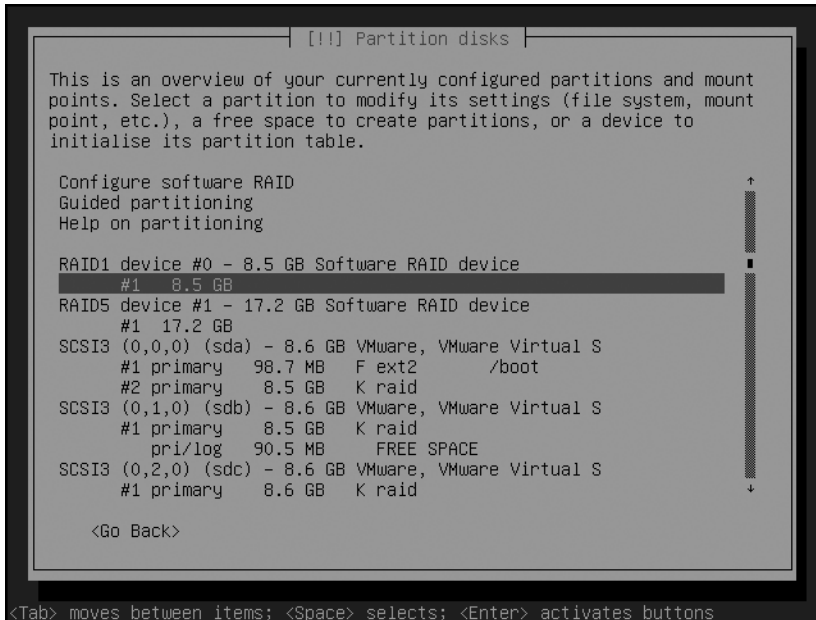 [!!] Partition disks
This is an overview of your currently configured partitions and mount
points. Select a partition to modify its settings (file system, mount
point, etc.), a free space to create partitions, or a device to
initialise its partition table.
Configure software RAID
Guided partitioning
Help on partitioning
RAID1 device #0 – 8.5 GB Software RAID device
#1 8.5 GB
RAID5 device #1 – 17.2 GB Software RAID device
#1 17.2 GB
SCSI3 (0,0,0) (sda) – 8.6 GB VMware, VMware Virtual S
#1 primary 98.7 MB F ext2 /boot
#2 primary 8.5 GB K raid
SCSI3 (0,1,0) (sdb) – 8.6 GB VMware, VMware Virtual S
#1 primary 8.5 GB K raid
pri/log 90.5 MB FREE SPACE
SCSI3 (0,2,0) (sdc) – 8.6 GB VMware, VMware Virtual S
#1 primary 8.6 GB K raid
<Go Back>
<Tab> moves between items; <Space> selects; <Enter> activates buttons